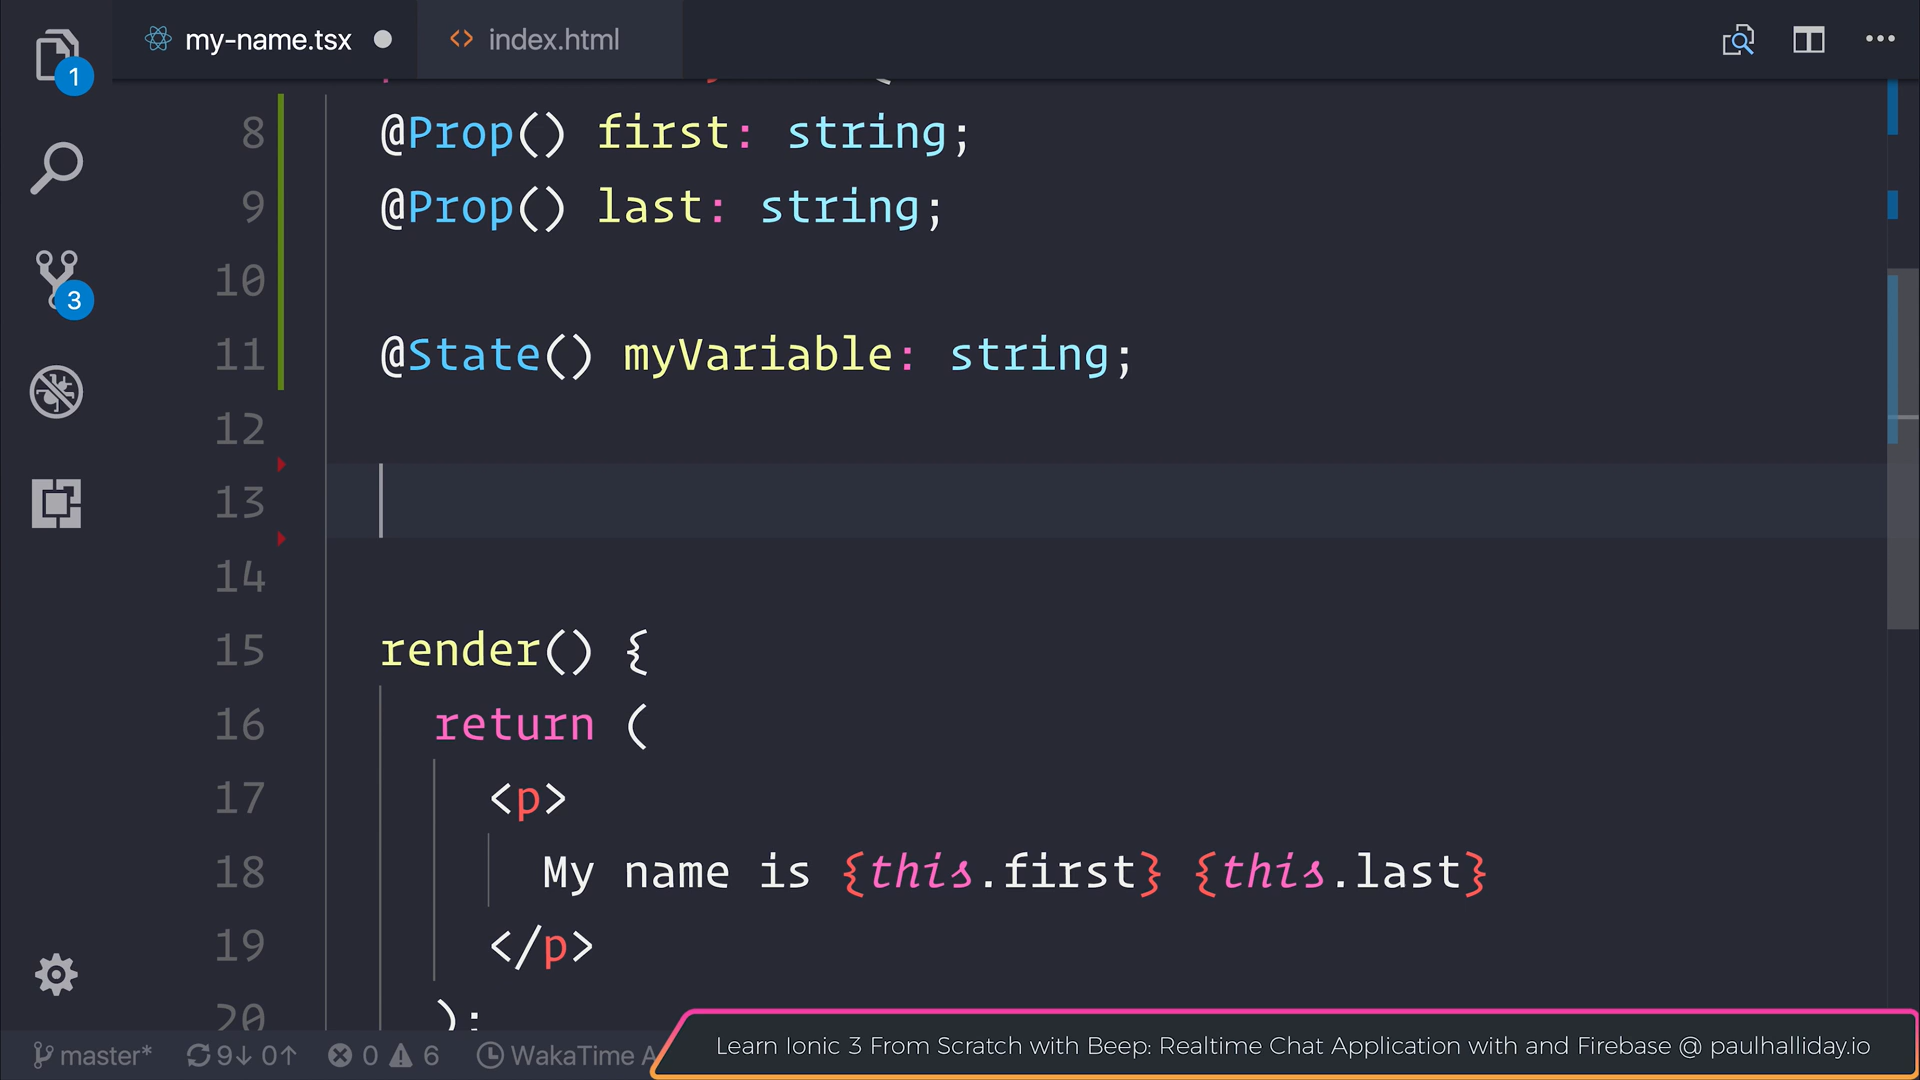 my-name.tsx
index.html
1
8 @Prop() first: string;
9 @Prop() last: string;
10
3
11 @State() myVariable: string;
12
13
14
15 render() {
16 return (
17 <p>
18 My name is {this.first} {this.last}
19 </p>
20 );
master* 9↓ 0↑ 0 6 WakaTime A
Learn Ionic 3 From Scratch with Beep: Realtime Chat Application with and Firebase @ paulhalliday.io